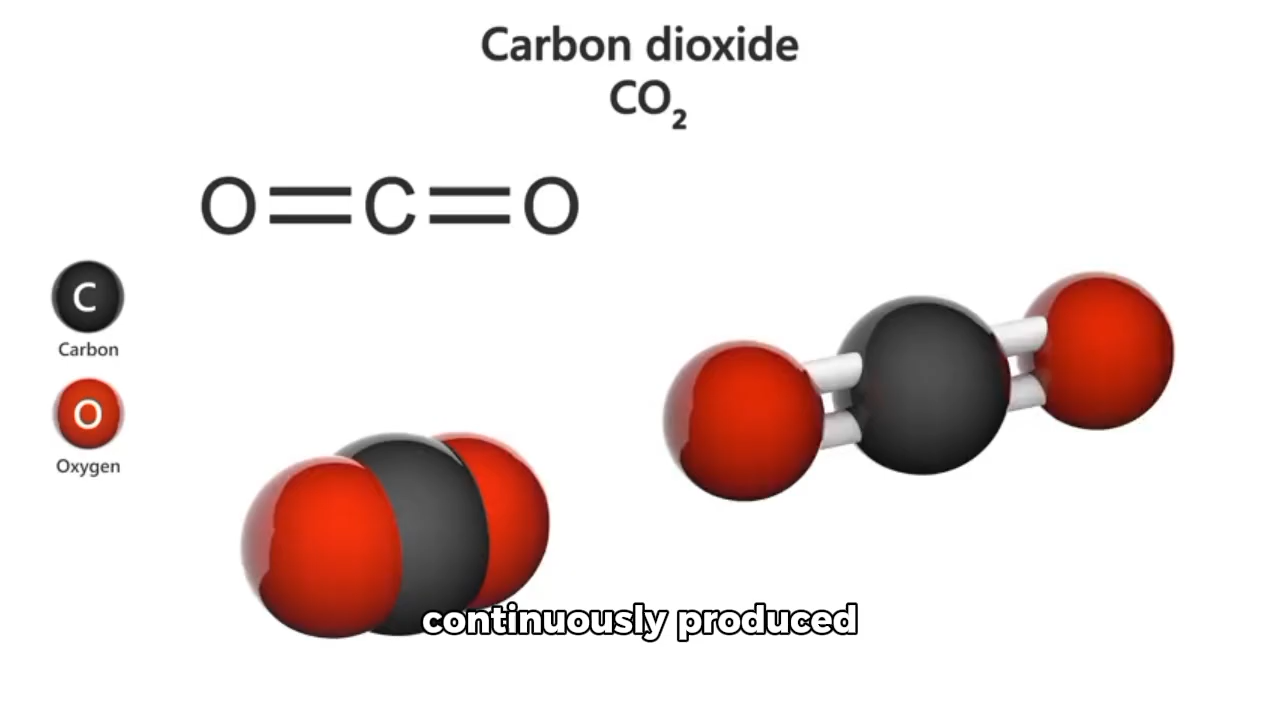 Carbon dioxide
CO₂
O=C=O
C
Carbon
O
Oxygen
continuously produced